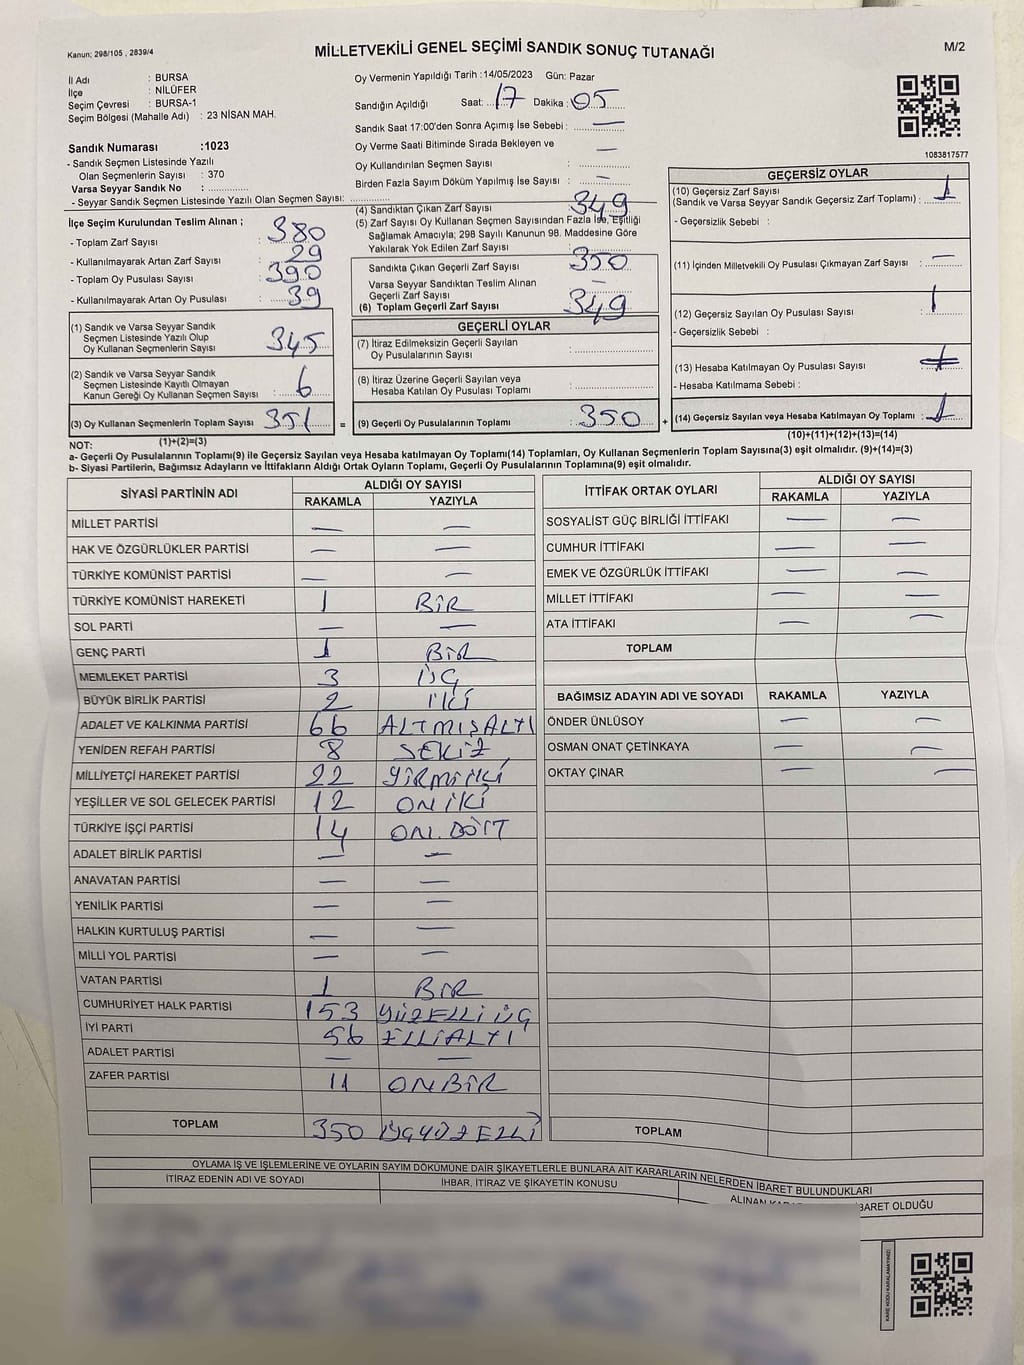 Kanun: 298/105 , 2839/4
MİLLETVEKİLİ GENEL SEÇİMİ SANDIK SONUÇ TUTANAĞI
M/2
İl Adı : BURSA
İlçe : NİLÜFER
Seçim Çevresi : BURSA-1
Seçim Bölgesi (Mahalle Adı) : 23 NİSAN MAH.
Oy Vermenin Yapıldığı Tarih :14/05/2023 Gün: Pazar
Sandığın Açıldığı Saat: 17 Dakika : 05
Sandık Saat 17:00'den Sonra Açımış İse Sebebi : —
Oy Verme Saati Bitiminde Sırada Bekleyen ve —
Oy Kullandırılan Seçmen Sayısı :
Birden Fazla Sayım Döküm Yapılmış İse Sayısı : —
1083817577
Sandık Numarası :1023
- Sandık Seçmen Listesinde Yazılı
Olan Seçmenlerin Sayısı : 370
Varsa Seyyar Sandık No :
- Seyyar Sandık Seçmen Listesinde Yazılı Olan Seçmen Sayısı:
İlçe Seçim Kurulundan Teslim Alınan ;
- Toplam Zarf Sayısı : 380
- Kullanılmayarak Artan Zarf Sayısı : 29
- Toplam Oy Pusulası Sayısı : 390
- Kullanılmayarak Artan Oy Pusulası : 39
(1) Sandık ve Varsa Seyyar Sandık
Seçmen Listesinde Yazılı Olup
Oy Kullanan Seçmenlerin Sayısı : 345
(2) Sandık ve Varsa Seyyar Sandık
Seçmen Listesinde Kayıtlı Olmayan
Kanun Gereği Oy Kullanan Seçmen Sayısı : 6
(3) Oy Kullanan Seçmenlerin Toplam Sayısı : 351 =
(4) Sandıktan Çıkan Zarf Sayısı : 349
(5) Zarf Sayısı Oy Kullanan Seçmen Sayısından Fazla İse, Eşitliği
Sağlamak Amacıyla; 298 Sayılı Kanunun 98. Maddesine Göre
Yakılarak Yok Edilen Zarf Sayısı :
Sandıkta Çıkan Geçerli Zarf Sayısı : 350
Varsa Seyyar Sandıktan Teslim Alınan —
Geçerli Zarf Sayısı :
(6) Toplam Geçerli Zarf Sayısı : 349
GEÇERLİ OYLAR
(7) İtiraz Edilmeksizin Geçerli Sayılan
Oy Pusulalarının Sayısı :
(8) İtiraz Üzerine Geçerli Sayılan veya
Hesaba Katılan Oy Pusulası Toplamı :
(9) Geçerli Oy Pusulalarının Toplamı : 350 +
GEÇERSİZ OYLAR
(10) Geçersiz Zarf Sayısı
(Sandık ve Varsa Seyyar Sandık Geçersiz Zarf Toplamı) : 1
- Geçersizlik Sebebi :
(11) İçinden Milletvekili Oy Pusulası Çıkmayan Zarf Sayısı : —
(12) Geçersiz Sayılan Oy Pusulası Sayısı : 1
- Geçersizlik Sebebi :
(13) Hesaba Katılmayan Oy Pusulası Sayısı :
- Hesaba Katılmama Sebebi :
(14) Geçersiz Sayılan veya Hesaba Katılmayan Oy Toplamı : 1
NOT: (1)+(2)=(3)
(10)+(11)+(12)+(13)=(14)
a- Geçerli Oy Pusulalarının Toplamı(9) ile Geçersiz Sayılan veya Hesaba katılmayan Oy Toplamı(14) Toplamları, Oy Kullanan Seçmenlerin Toplam Sayısına(3) eşit olmalıdır. (9)+(14)=(3)
b- Siyasi Partilerin, Bağımsız Adayların ve İttifakların Aldığı Ortak Oyların Toplamı, Geçerli Oy Pusulalarının Toplamına(9) eşit olmalıdır.
SİYASİ PARTİNİN ADI ALDIĞI OY SAYISI
RAKAMLA YAZIYLA
MİLLET PARTİSİ — —
HAK VE ÖZGÜRLÜKLER PARTİSİ — —
TÜRKİYE KOMÜNİST PARTİSİ — —
TÜRKİYE KOMÜNİST HAREKETİ 1 BİR
SOL PARTİ — —
GENÇ PARTİ 1 BİR
MEMLEKET PARTİSİ 3 ÜÇ
BÜYÜK BİRLİK PARTİSİ 2 İKİ
ADALET VE KALKINMA PARTİSİ 66 ALTMIŞALTI
YENİDEN REFAH PARTİSİ 8 SEKİZ
MİLLİYETÇİ HAREKET PARTİSİ 22 YİRMİİKİ
YEŞİLLER VE SOL GELECEK PARTİSİ 12 ONİKİ
TÜRKİYE İŞÇİ PARTİSİ 14 ON.DÖRT
ADALET BİRLİK PARTİSİ — —
ANAVATAN PARTİSİ — —
YENİLİK PARTİSİ — —
HALKIN KURTULUŞ PARTİSİ — —
MİLLİ YOL PARTİSİ — —
VATAN PARTİSİ 1 BİR
CUMHURİYET HALK PARTİSİ 153 YÜZELLİÜÇ
İYİ PARTİ 56 ELLİALTI
ADALET PARTİSİ — —
ZAFER PARTİSİ 11 ONBİR
TOPLAM 350 ÜÇYÜZELLİ
İTTİFAK ORTAK OYLARI ALDIĞI OY SAYISI
RAKAMLA YAZIYLA
SOSYALİST GÜÇ BİRLİĞİ İTTİFAKI — —
CUMHUR İTTİFAKI — —
EMEK VE ÖZGÜRLÜK İTTİFAKI — —
MİLLET İTTİFAKI — —
ATA İTTİFAKI — —
TOPLAM
BAĞIMSIZ ADAYIN ADI VE SOYADI RAKAMLA YAZIYLA
ÖNDER ÜNLÜSOY — —
OSMAN ONAT ÇETİNKAYA — —
OKTAY ÇINAR — —
TOPLAM
OYLAMA İŞ VE İŞLEMLERİNE VE OYLARIN SAYIM DÖKÜMÜNE DAİR ŞİKAYETLERLE BUNLARA AİT KARARLARIN NELERDEN İBARET BULUNDUKLARI
İTİRAZ EDENİN ADI VE SOYADI İHBAR, İTİRAZ VE ŞİKAYETİN KONUSU ALINAN İBARET OLDUĞU
KARE KODU KARALAMAYINIZ!